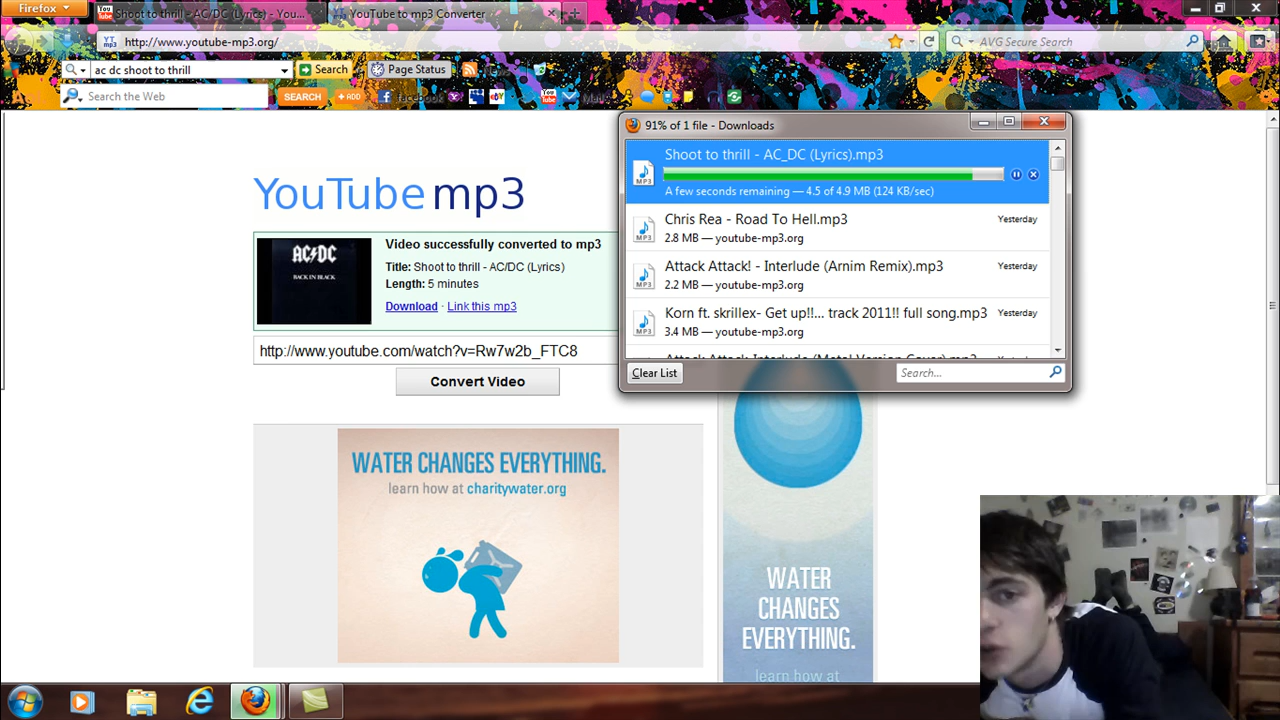 Firefox
Shoot to thrill - AC/DC (Lyrics) - You...
YouTube to mp3 Converter
http://www.youtube-mp3.org/
AVG Secure Search
ac dc shoot to thrill
Search
Page Status
Search the Web
SEARCH
+ADD
facebook
91% of 1 file - Downloads
Shoot to thrill - AC_DC (Lyrics).mp3
A few seconds remaining — 4.5 of 4.9 MB (124 KB/sec)
Chris Rea - Road To Hell.mp3
Yesterday
2.8 MB — youtube-mp3.org
Attack Attack! - Interlude (Arnim Remix).mp3
Yesterday
2.2 MB — youtube-mp3.org
Korn ft. skrillex- Get up!!... track 2011!! full song.mp3
Yesterday
3.4 MB — youtube-mp3.org
Clear List
Search...
YouTube mp3
AC/DC
BACK IN BLACK
Video successfully converted to mp3
Title: Shoot to thrill - AC/DC (Lyrics)
Length: 5 minutes
Download · Link this mp3
http://www.youtube.com/watch?v=Rw7w2b_FTC8
Convert Video
WATER CHANGES EVERYTHING.
learn how at charitywater.org
WATER
CHANGES
EVERYTHING.
learn how at